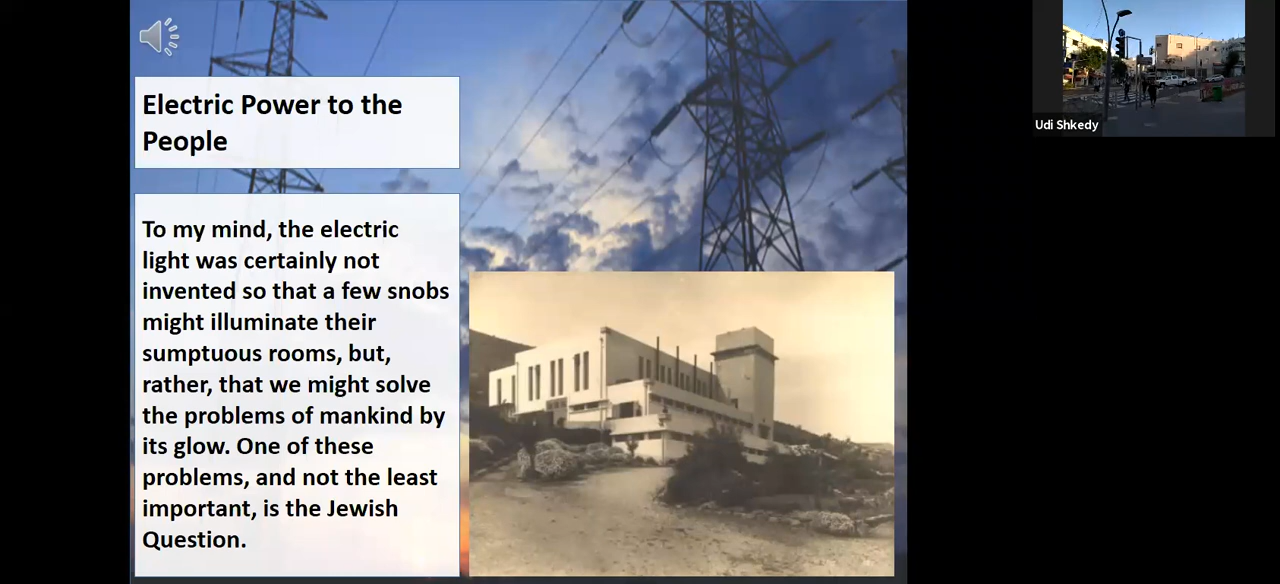 Electric Power to the
People
To my mind, the electric
light was certainly not
invented so that a few snobs
might illuminate their
sumptuous rooms, but,
rather, that we might solve
the problems of mankind by
its glow. One of these
problems, and not the least
important, is the Jewish
Question.
Udi Shkedy